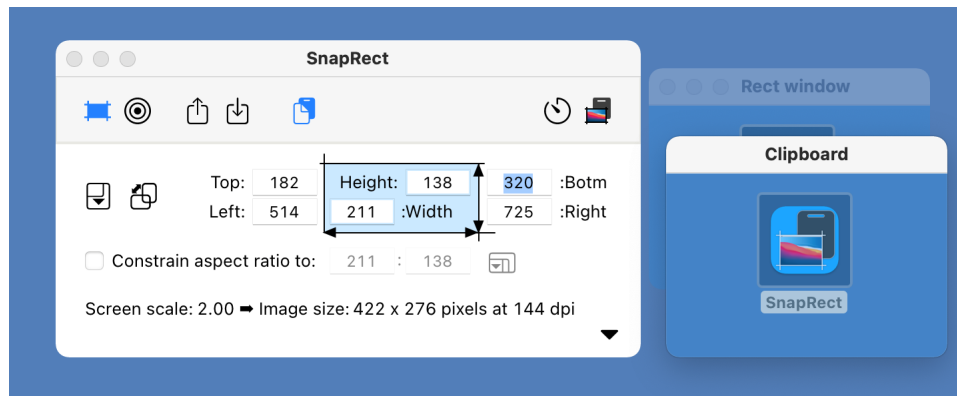 SnapRect
Rect window
Clipboard
Top: 182 Height: 138 320 :Botm
Left: 514 211 :Width 725 :Right
Constrain aspect ratio to: 211 : 138
Screen scale: 2.00 ➡ Image size: 422 x 276 pixels at 144 dpi
SnapRect